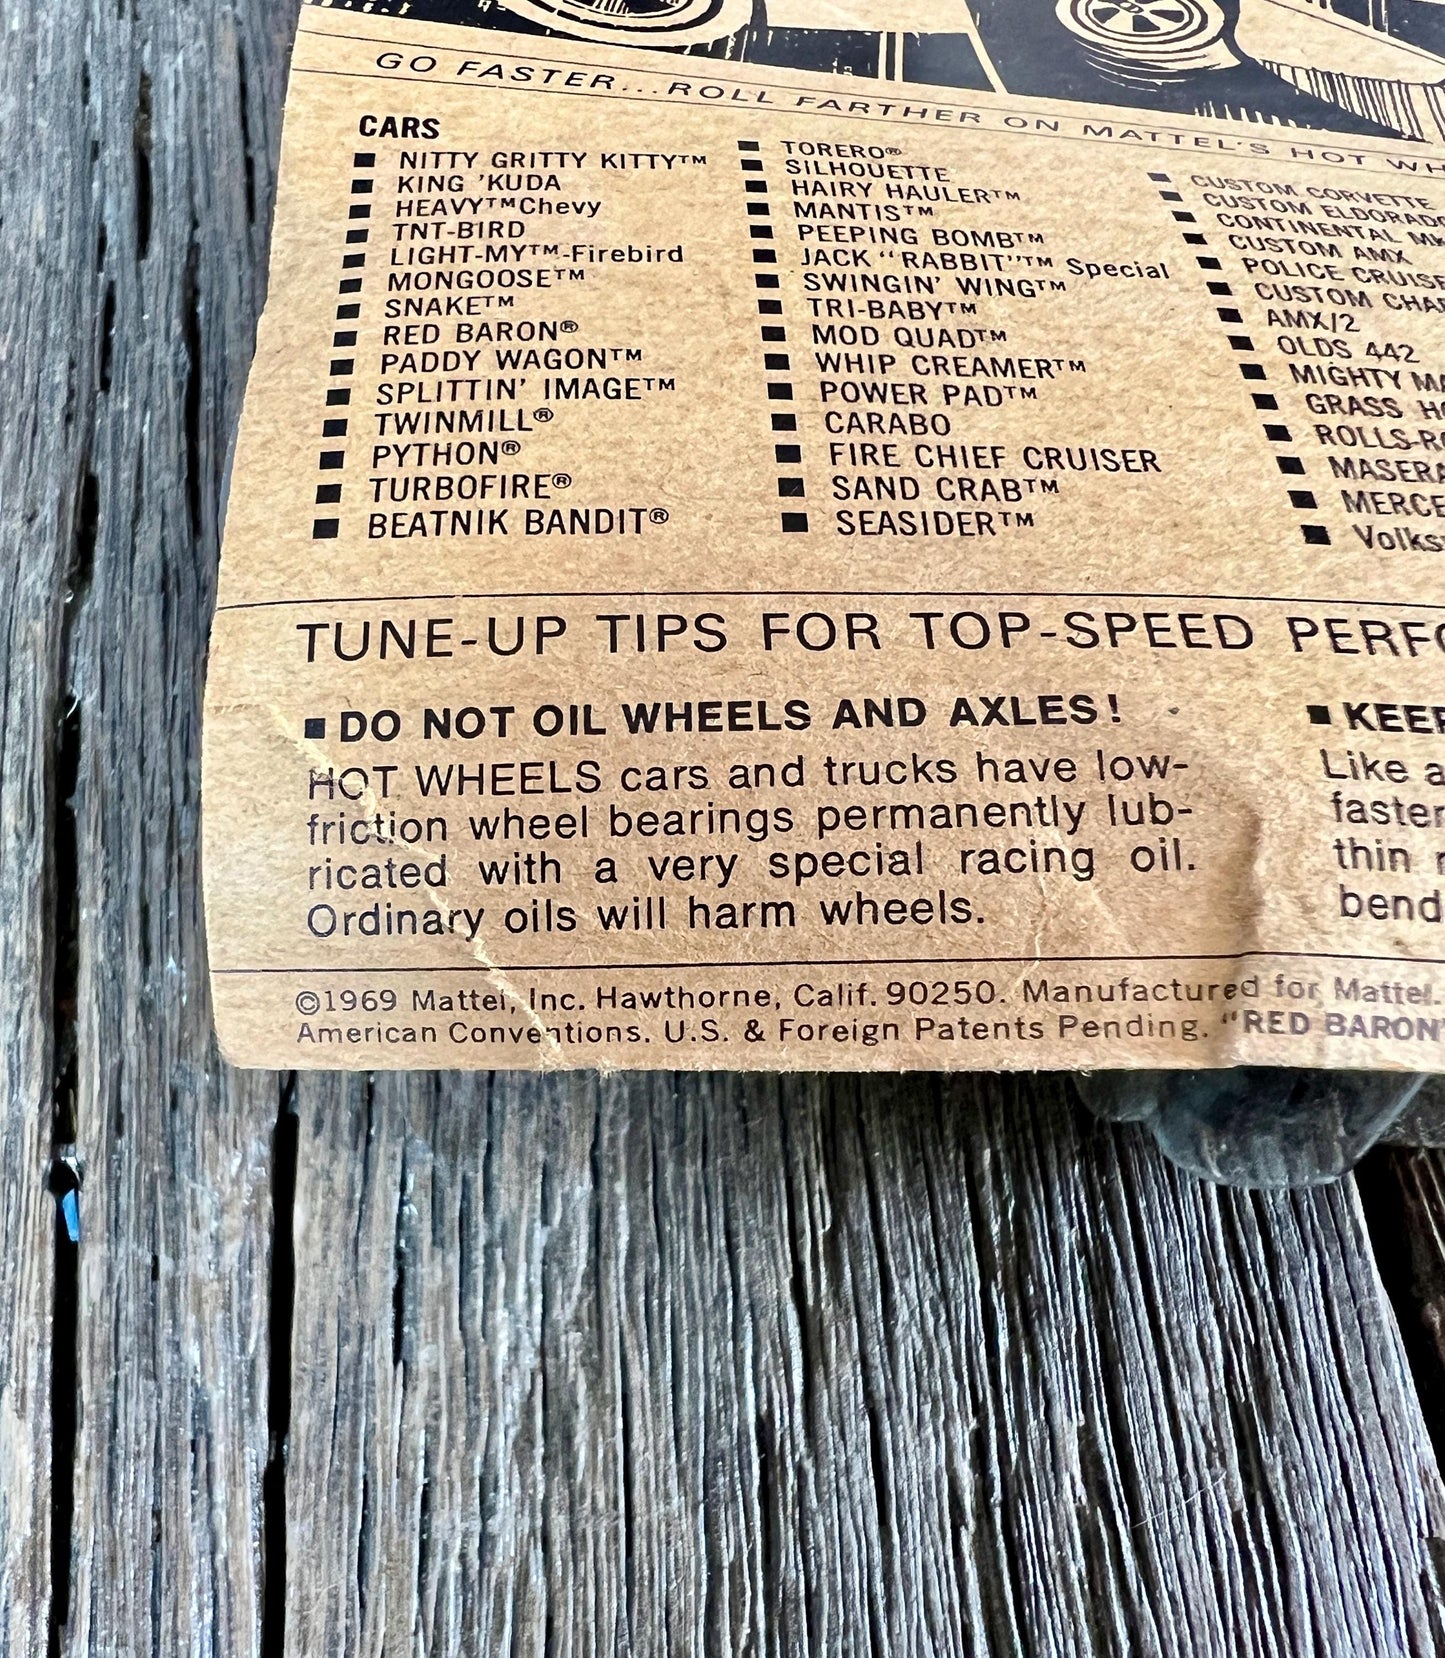 GO FASTER...ROLL FARTHER ON MATTEL'S HOT
CARS
NITTY GRITTY KITTY™
KING 'KUDA
HEAVY™Chevy
TNT-BIRD
LIGHT-MY™-Firebird
MONGOOSE™
SNAKE™
RED BARON®
PADDY WAGON™
SPLITTIN' IMAGE™
TWINMILL®
PYTHON®
TURBOFIRE®
BEATNIK BANDIT®
TORERO®
SILHOUETTE
HAIRY HAULER™
MANTIS™
PEEPING BOMB™
JACK "RABBIT"™ Special
SWINGIN' WING™
TRI-BABY™
MOD QUAD™
WHIP CREAMER™
POWER PAD™
CARABO
FIRE CHIEF CRUISER
SAND CRAB™
SEASIDER™
CUSTOM CORVETTE
CUSTOM ELDORADO
CONTINENTAL
CUSTOM AMX
POLICE
CUSTOM
AMX/2
OLDS 442
MIGHTY
GRASS
TUNE-UP TIPS FOR TOP-SPEED
DO NOT OIL WHEELS AND AXLES!
HOT WHEELS cars and trucks have low-
friction wheel bearings permanently lub-
ricated with a very special racing oil.
Ordinary oils will harm wheels.
KEEP
Like a
faster
thin
bend
©1969 Mattel, Inc. Hawthorne, Calif. 90250. Manufactured for Mattel.
American Conventions. U.S. & Foreign Patents Pending. "RED BARON